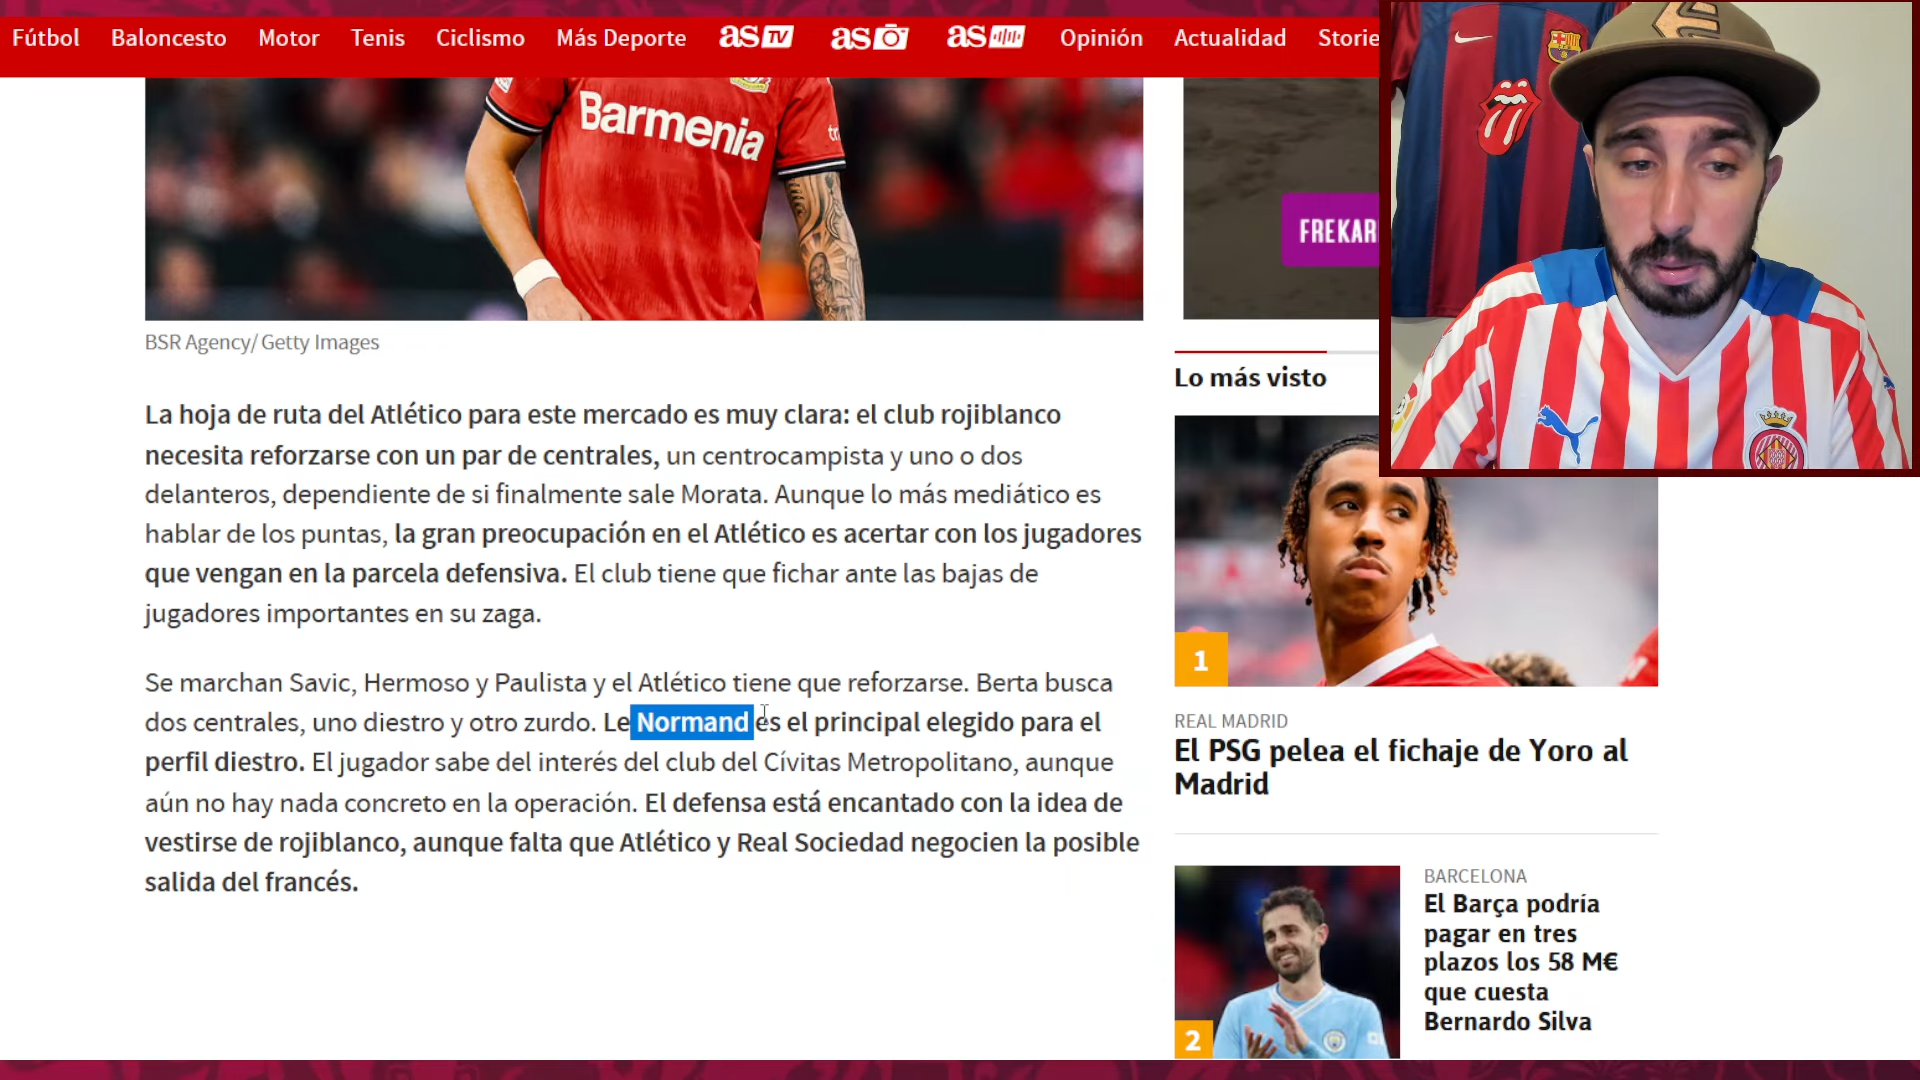 Fútbol Baloncesto Motor Tenis Ciclismo Más Deporte as TV as as Opinión Actualidad Storie
Barmenia
BSR Agency/ Getty Images
La hoja de ruta del Atlético para este mercado es muy clara: el club rojiblanco
necesita reforzarse con un par de centrales, un centrocampista y uno o dos
delanteros, dependiente de si finalmente sale Morata. Aunque lo más mediático es
hablar de los puntas, la gran preocupación en el Atlético es acertar con los jugadores
que vengan en la parcela defensiva. El club tiene que fichar ante las bajas de
jugadores importantes en su zaga.
Se marchan Savic, Hermoso y Paulista y el Atlético tiene que reforzarse. Berta busca
dos centrales, uno diestro y otro zurdo. Le Normand es el principal elegido para el
perfil diestro. El jugador sabe del interés del club del Cívitas Metropolitano, aunque
aún no hay nada concreto en la operación. El defensa está encantado con la idea de
vestirse de rojiblanco, aunque falta que Atlético y Real Sociedad negocien la posible
salida del francés.
FREKAR
Lo más visto
1
REAL MADRID
El PSG pelea el fichaje de Yoro al
Madrid
2
BARCELONA
El Barça podría
pagar en tres
plazos los 58 M€
que cuesta
Bernardo Silva